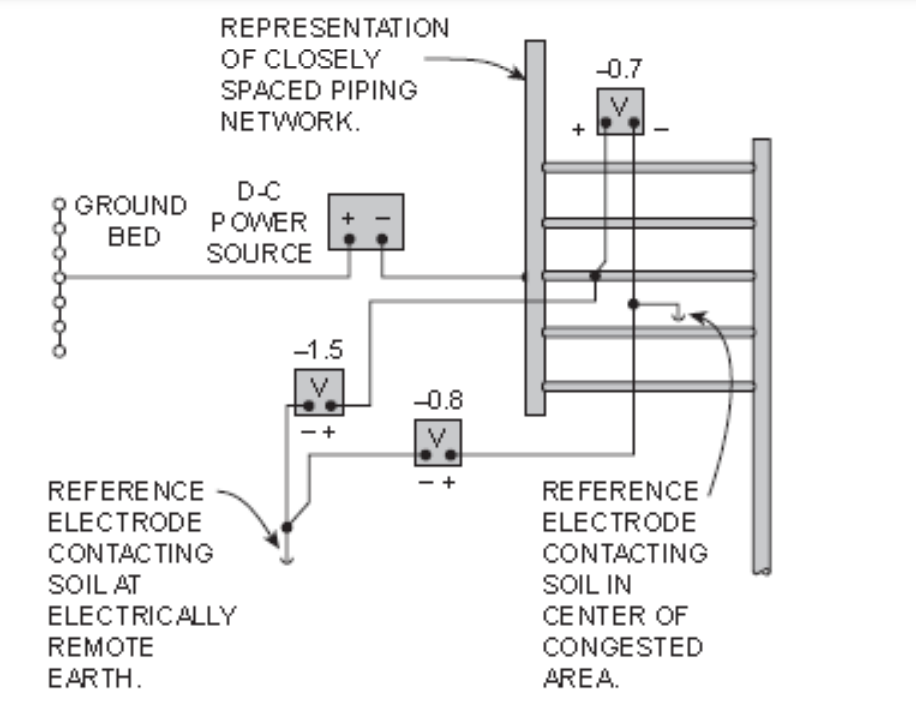 REPRESENTATION
OF CLOSELY
SPACED PIPING
NETWORK.
–0.7
V
+ –
GROUND
BED
D-C
POWER
SOURCE
+ –
–1.5
V
– +
–0.8
V
– +
REFERENCE
ELECTRODE
CONTACTING
SOIL AT
ELECTRICALLY
REMOTE
EARTH.
REFERENCE
ELECTRODE
CONTACTING
SOIL IN
CENTER OF
CONGESTED
AREA.